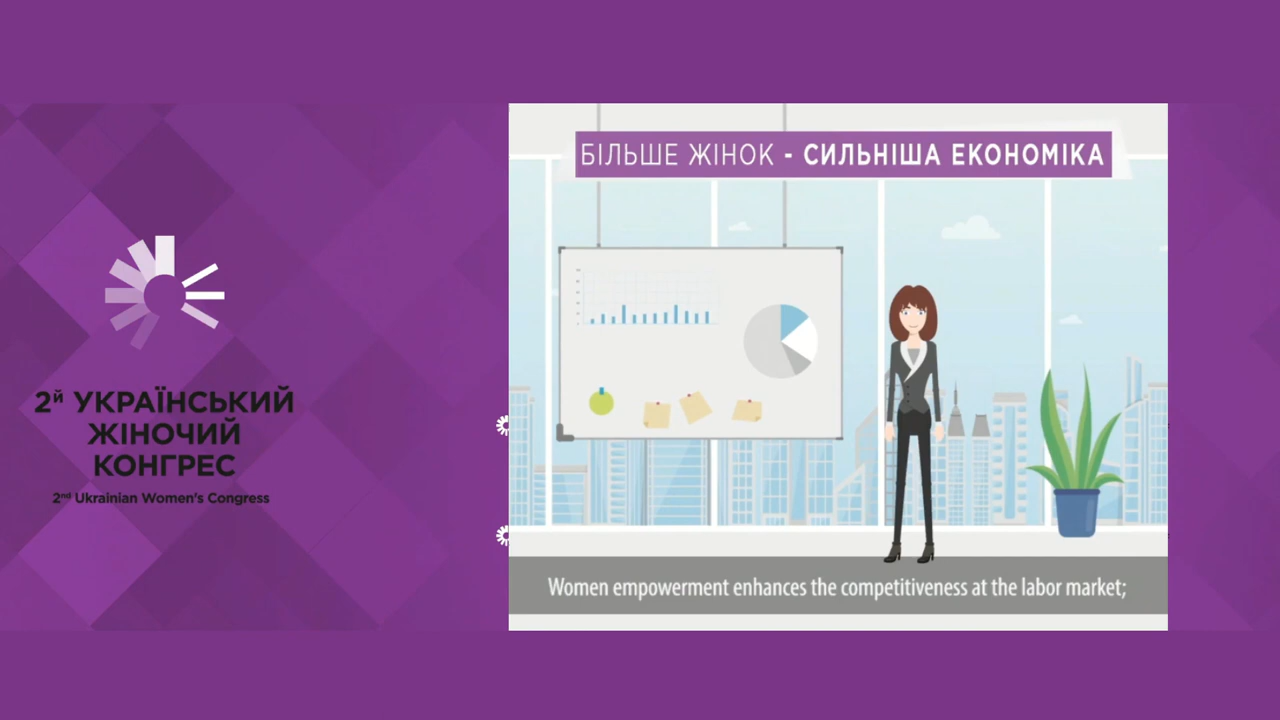 2й УКРАЇНСЬКИЙ
ЖІНОЧИЙ
КОНГРЕС
2nd Ukrainian Women's Congress
БІЛЬШЕ ЖІНОК - СИЛЬНІША ЕКОНОМІКА
Women empowerment enhances the competitiveness at the labor market;